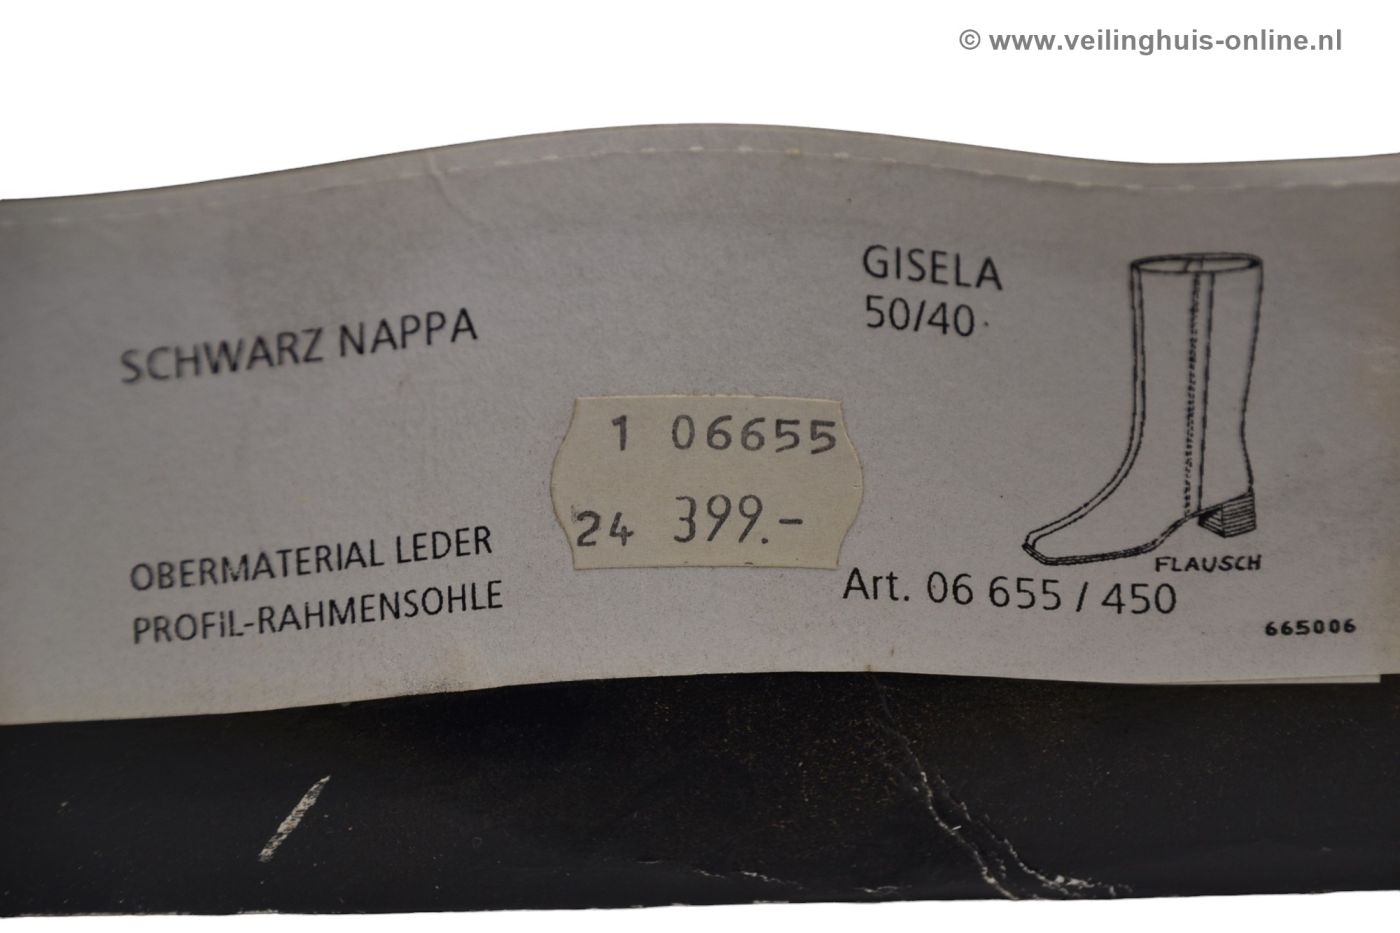 © www.veilinghuis-online.nl
SCHWARZ NAPPA
OBERMATERIAL LEDER
PROFiL-RAHMENSOHLE
1 06655
24 399.-
GISELA
50/40
FLAUSCH
Art. 06 655 / 450
665006